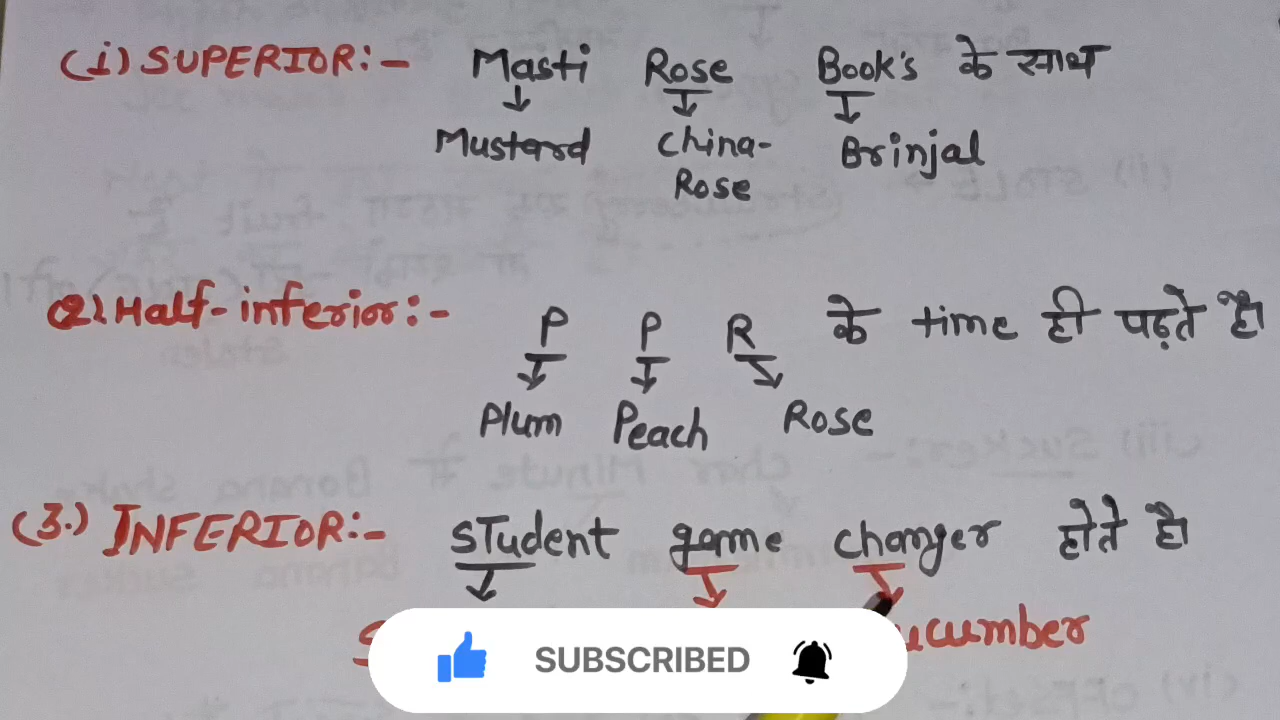 (i) SUPERIOR:- Masti Rose Book's के साथ
Mustard China- Brinjal
Rose
(2) Half-inferior:- P P R के time ही पढ़ते है।
Plum Peach Rose
(3.) INFERIOR:- STudent game changer होते है।
ucumber
SUBSCRIBED